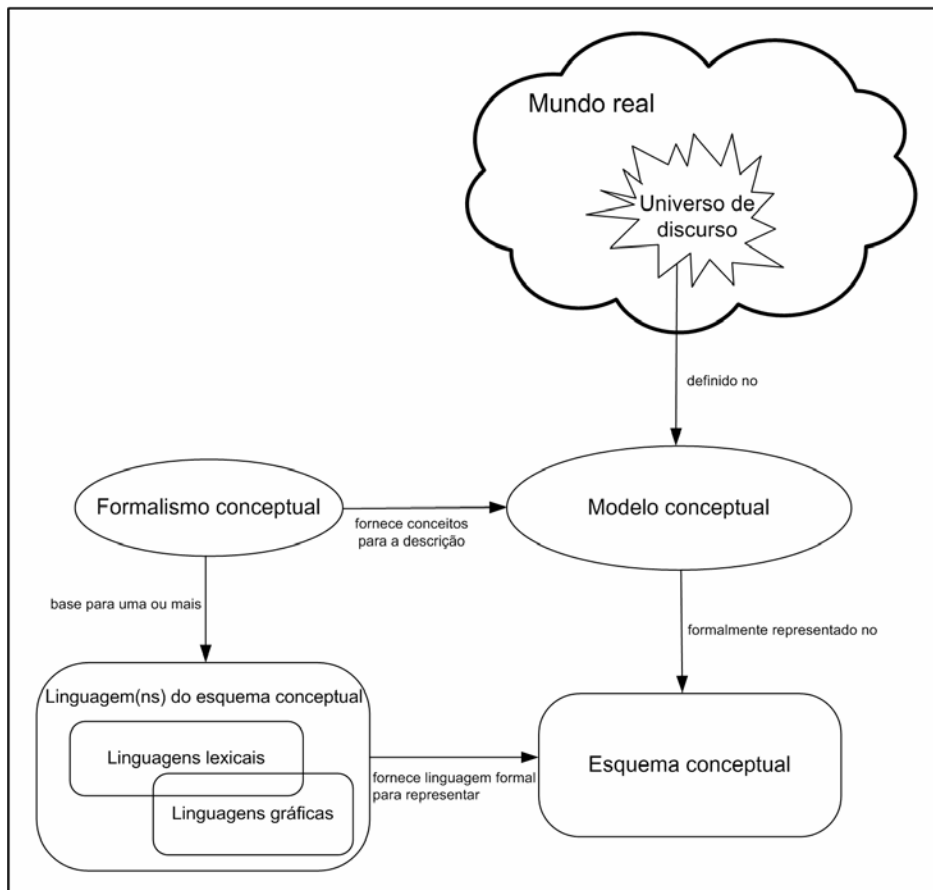 Mundo real
Universo de
discurso
definido no
Formalismo conceptual
fornece conceitos
para a descrição
Modelo conceptual
base para uma ou mais
formalmente representado no
Linguagem(ns) do esquema conceptual
Linguagens lexicais
Linguagens gráficas
fornece linguagem formal
para representar
Esquema conceptual